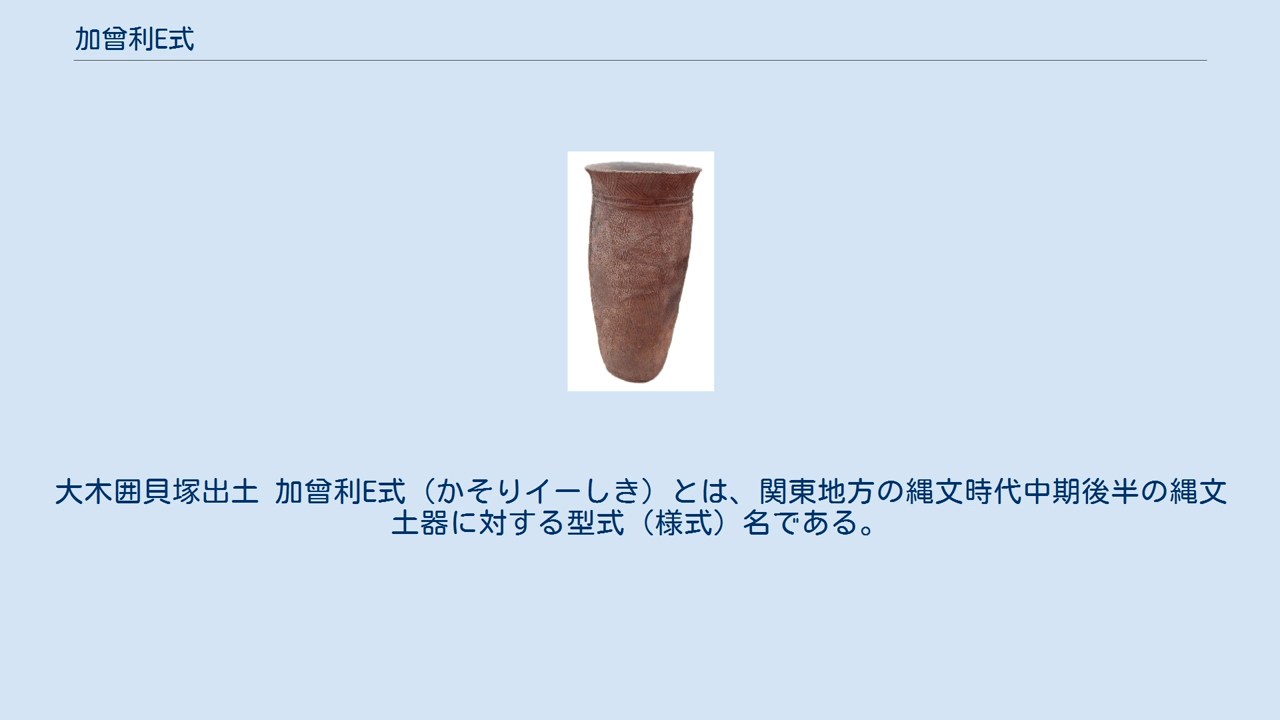 加曾利E式
大木囲貝塚出土 加曾利E式（かそりイーしき）とは、関東地方の縄文時代中期後半の縄文
土器に対する型式（様式）名である。